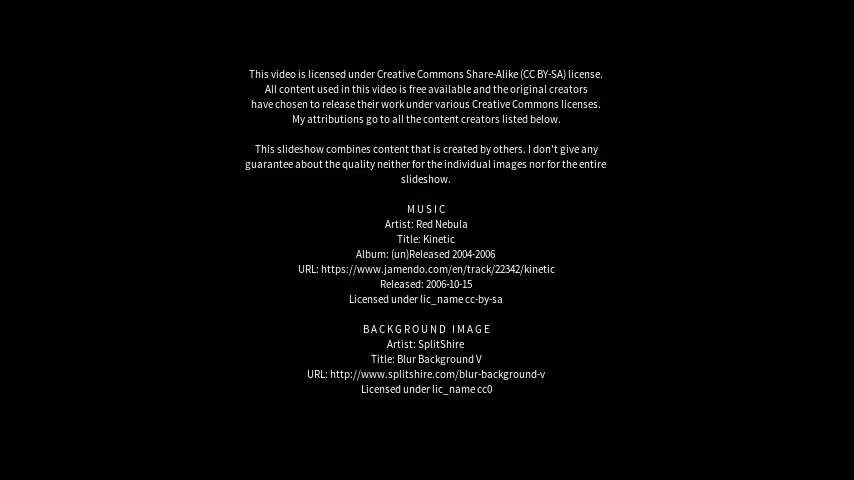 This video is licensed under Creative Commons Share-Alike (CC BY-SA) license.
All content used in this video is free available and the original creators
have chosen to release their work under various Creative Commons licenses.
My attributions go to all the content creators listed below.
This slideshow combines content that is created by others. I don't give any
guarantee about the quality neither for the individual images nor for the entire
slideshow.
MUSIC
Artist: Red Nebula
Title: Kinetic
Album: (un)Released 2004-2006
URL: https://www.jamendo.com/en/track/22342/kinetic
Released: 2006-10-15
Licensed under lic_name cc-by-sa
BACKGROUND IMAGE
Artist: SplitShire
Title: Blur Background V
URL: http://www.splitshire.com/blur-background-v
Licensed under lic_name cc0